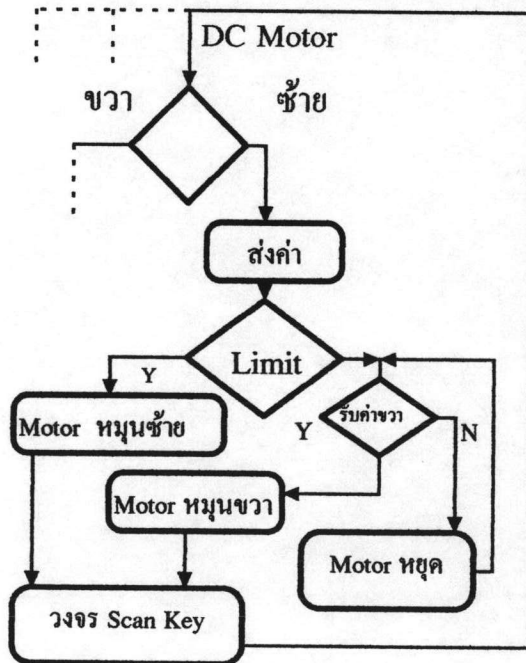 DC Motor
ขวา
ซ้าย
ส่งค่า
Limit
Y
Motor หมุนซ้าย
รับค่าขวา
Y
N
Motor หมุนขวา
Motor หยุด
วงจร Scan Key